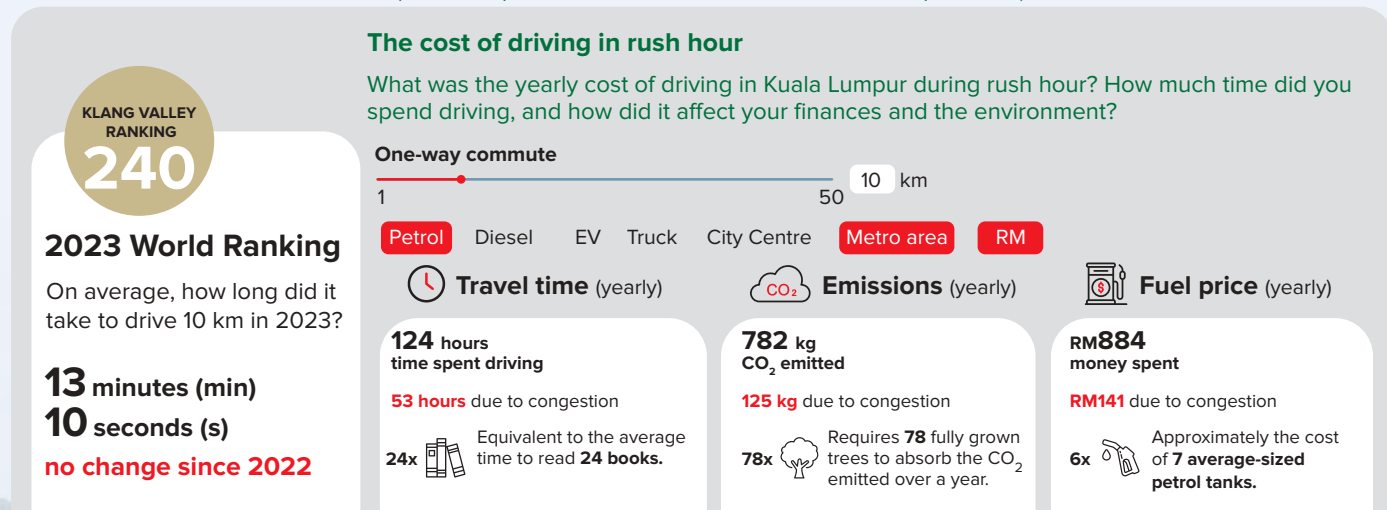 The cost of driving in rush hour
What was the yearly cost of driving in Kuala Lumpur during rush hour? How much time did you
spend driving, and how did it affect your finances and the environment?
KLANG VALLEY
RANKING
240
2023 World Ranking
On average, how long did it
take to drive 10 km in 2023?
13 minutes (min)
10 seconds (s)
no change since 2022
One-way commute
1
50
10 km
Petrol Diesel EV Truck City Centre Metro area RM
Travel time (yearly)
124 hours
time spent driving
53 hours due to congestion
24x
Equivalent to the average
time to read 24 books.
CO2 Emissions (yearly)
782 kg
CO2 emitted
125 kg due to congestion
78x
Requires 78 fully grown
trees to absorb the CO2
emitted over a year.
$ Fuel price (yearly)
RM884
money spent
RM141 due to congestion
6x
Approximately the cost
of 7 average-sized
petrol tanks.